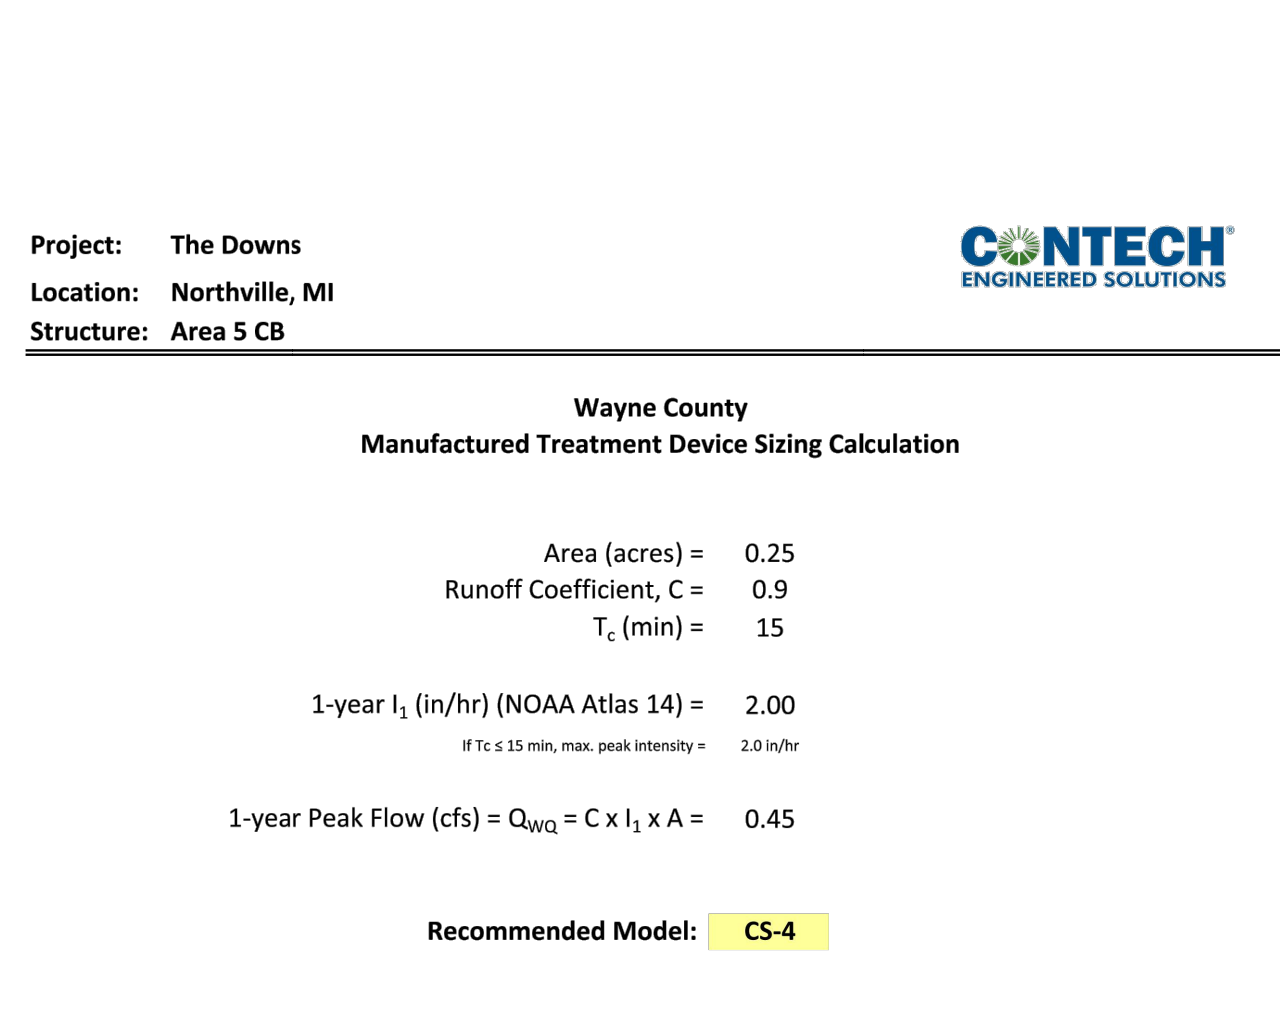 Project: The Downs
CONTECH®
ENGINEERED SOLUTIONS
Location: Northville, MI
Structure: Area 5 CB
Wayne County
Manufactured Treatment Device Sizing Calculation
Area (acres) = 0.25
Runoff Coefficient, C = 0.9
Tc (min) = 15
1-year I1 (in/hr) (NOAA Atlas 14) = 2.00
If Tc ≤ 15 min, max. peak intensity = 2.0 in/hr
1-year Peak Flow (cfs) = QWQ = C x I1 x A = 0.45
Recommended Model: CS-4